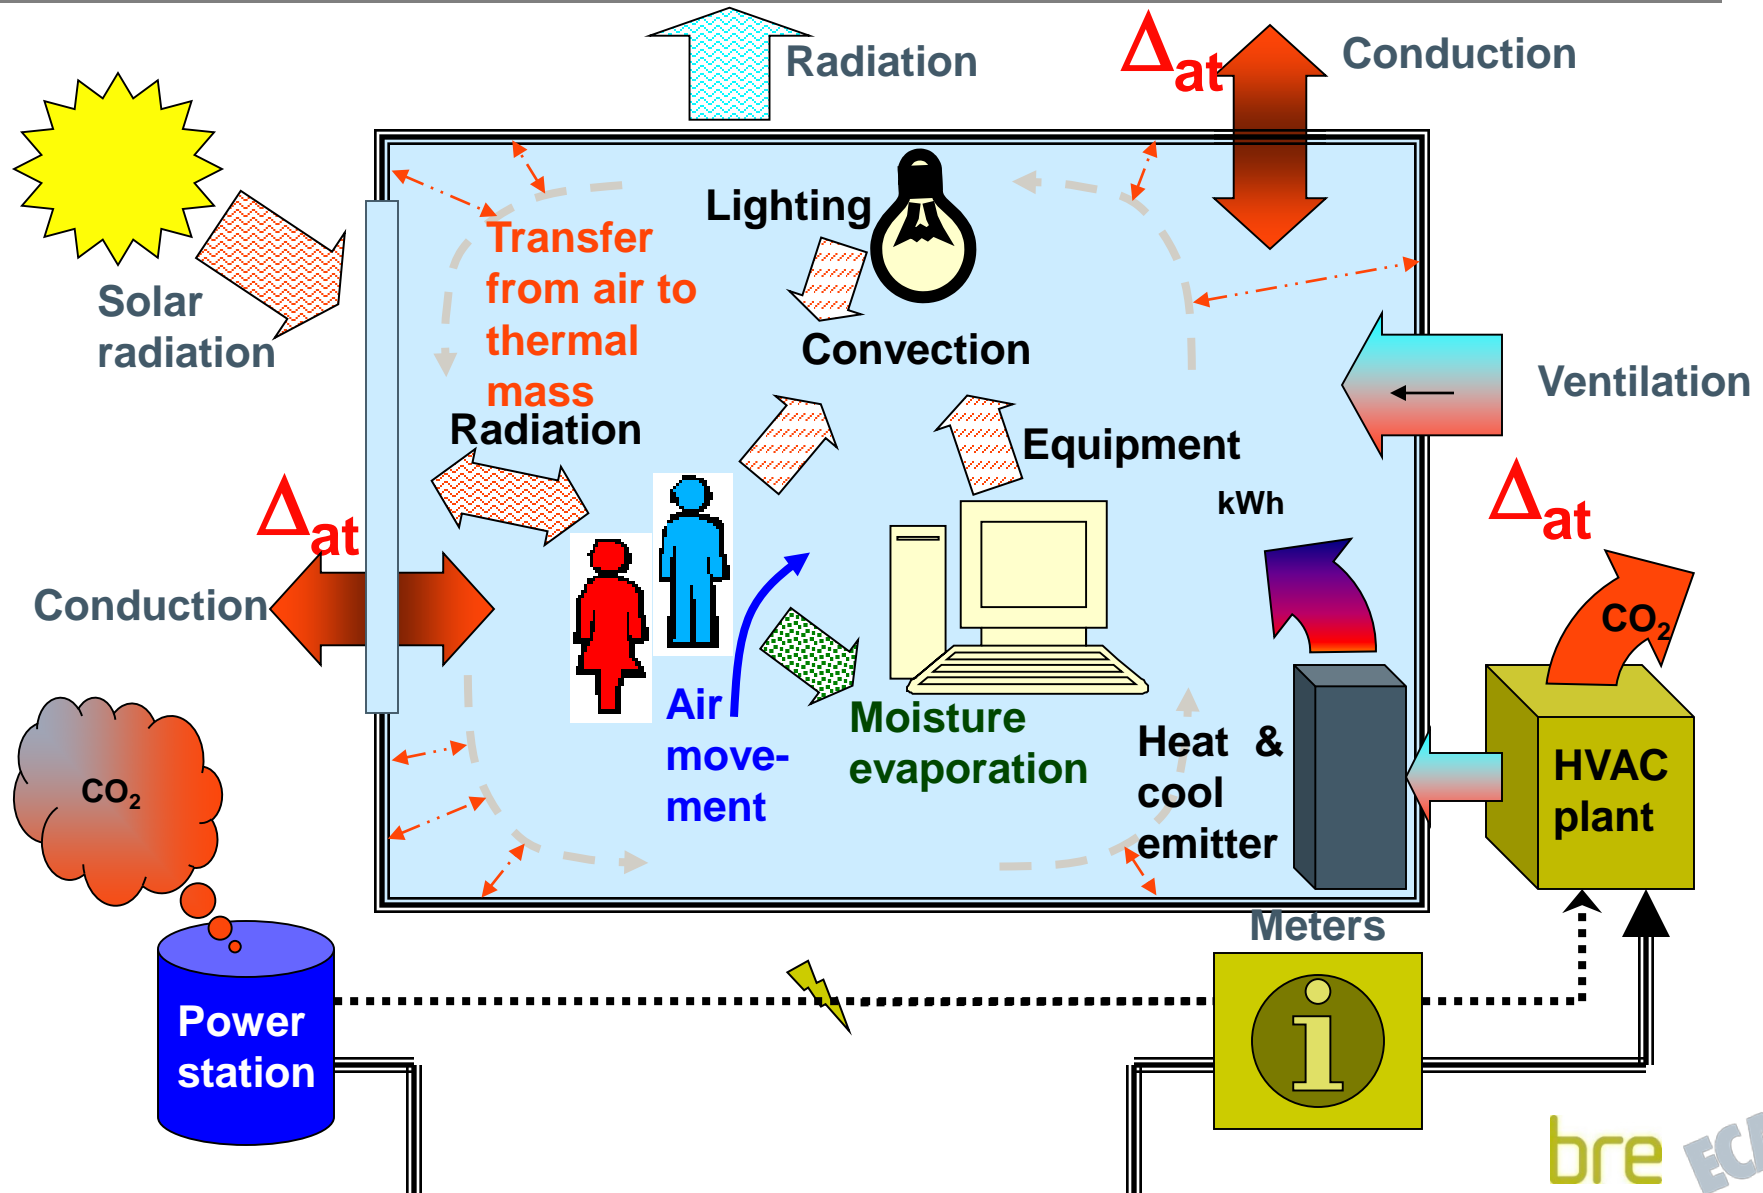 Radiation
Δat
Conduction
Lighting
Solar
radiation
Transfer
from air to
thermal
mass
Convection
Ventilation
Radiation
Equipment
kWh
Δat
Δat
Conduction
CO2
CO2
Air
move-
ment
Moisture
evaporation
Heat &
cool
emitter
HVAC
plant
Meters
Power
station
i
bre